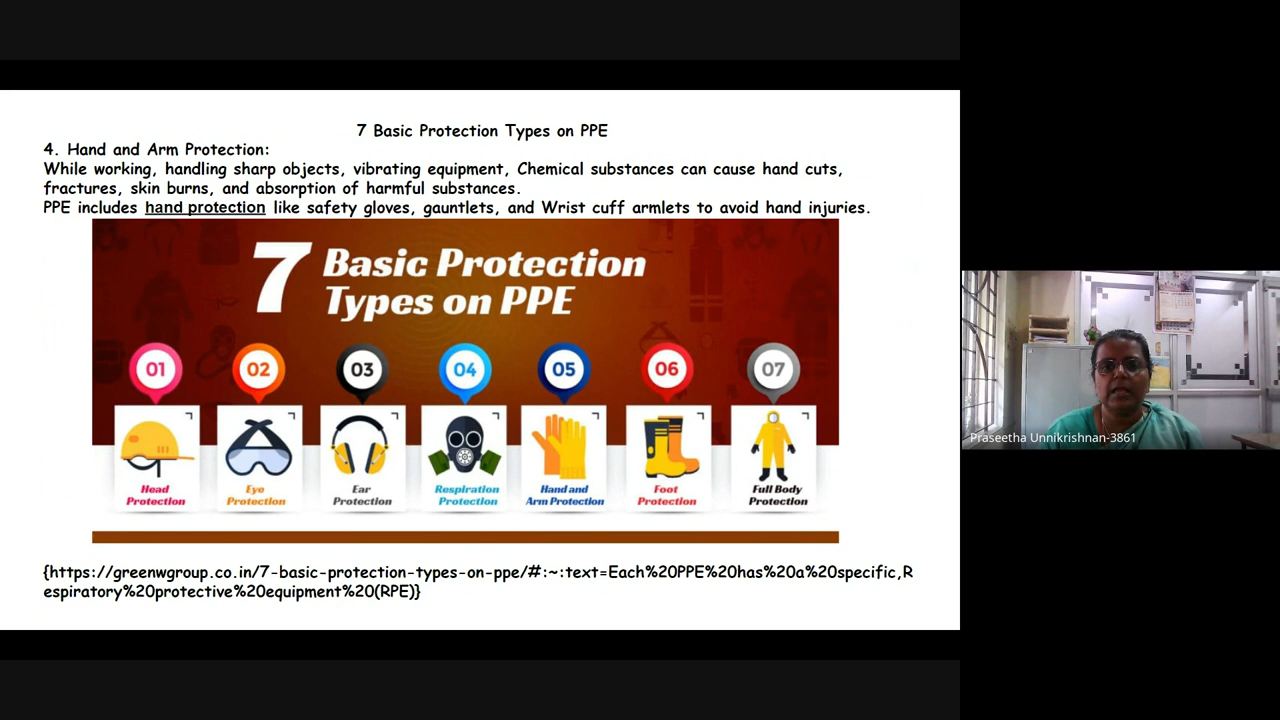 7 Basic Protection Types on PPE
4. Hand and Arm Protection:
While working, handling sharp objects, vibrating equipment, Chemical substances can cause hand cuts,
fractures, skin burns, and absorption of harmful substances.
PPE includes hand protection like safety gloves, gauntlets, and Wrist cuff armlets to avoid hand injuries.
7 Basic Protection
Types on PPE
01 02 03 04 05 06 07
Head Protection
Eye Protection
Ear Protection
Respiration Protection
Hand and Arm Protection
Foot Protection
Full Body Protection
{https://greenwgroup.co.in/7-basic-protection-types-on-ppe/#:~:text=Each%20PPE%20has%20a%20specific,R
espiratory%20protective%20equipment%20(RPE)}
Praseetha Unnikrishnan-3861